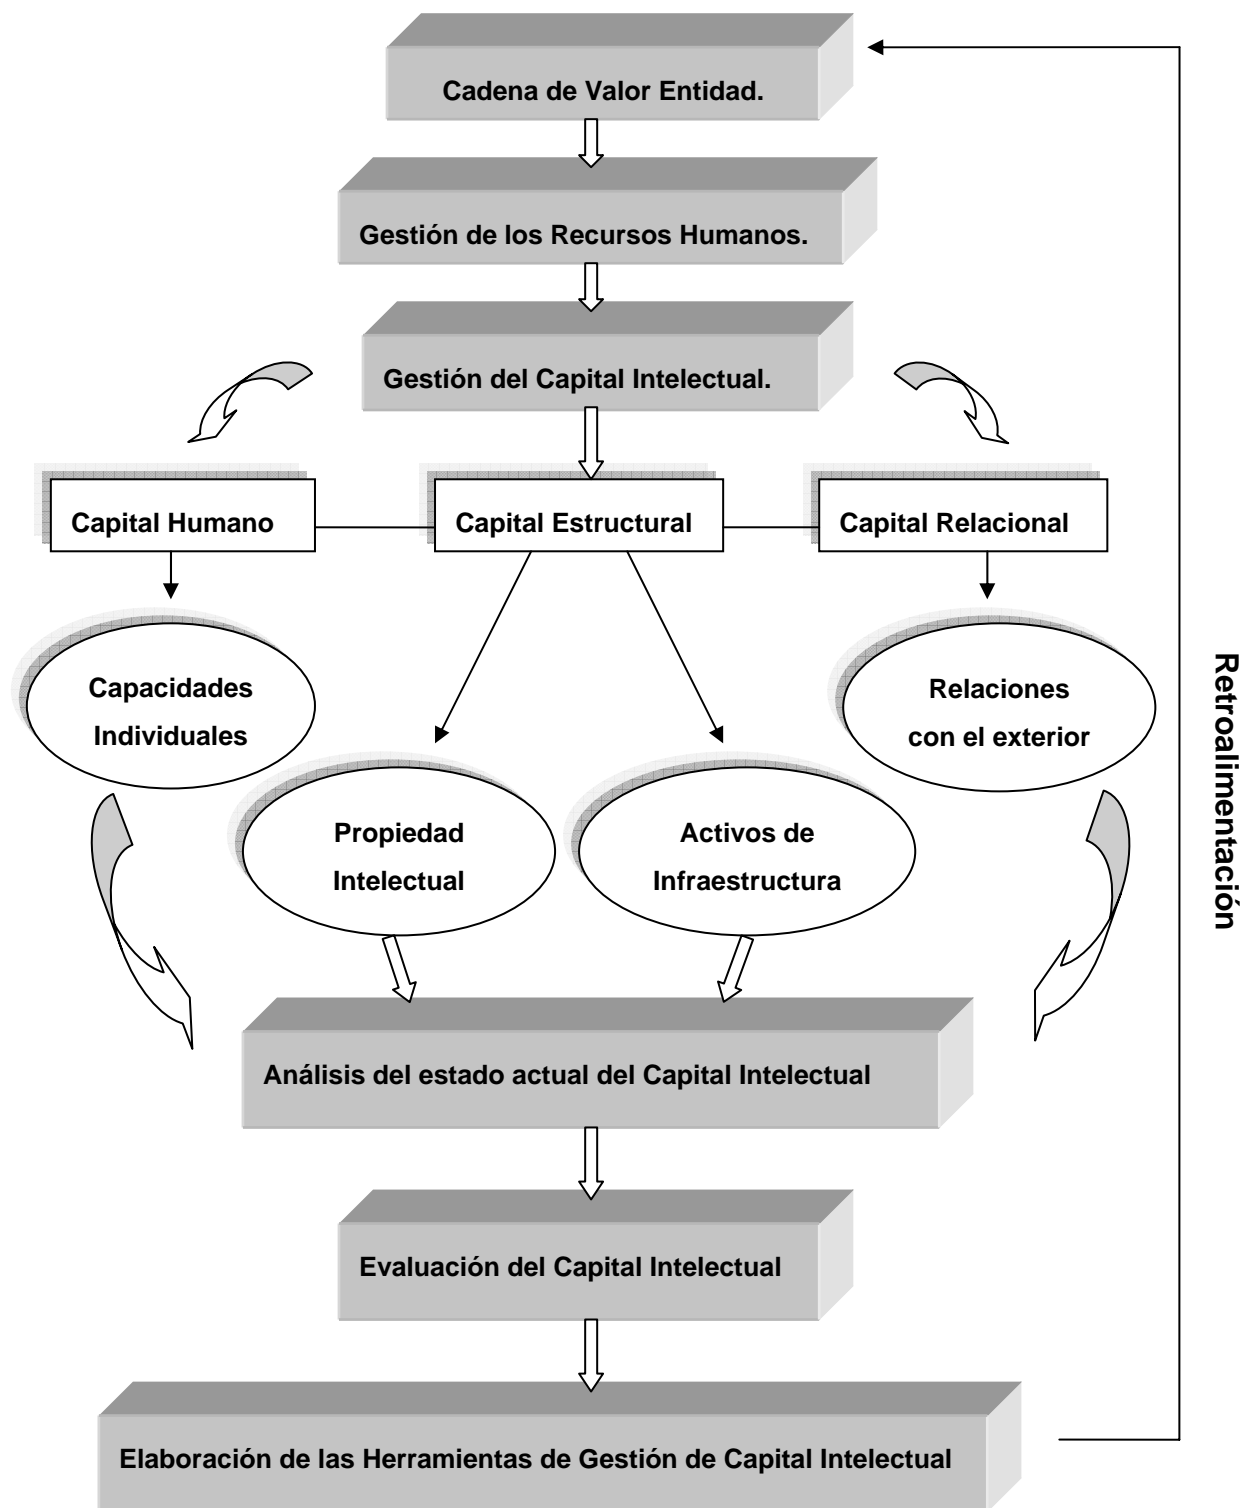 Cadena de Valor Entidad.
Gestión de los Recursos Humanos.
Gestión del Capital Intelectual.
Capital Humano
Capital Estructural
Capital Relacional
Capacidades
Individuales
Relaciones
con el exterior
Propiedad
Intelectual
Activos de
Infraestructura
Retroalimentación
Análisis del estado actual del Capital Intelectual
Evaluación del Capital Intelectual
Elaboración de las Herramientas de Gestión de Capital Intelectual